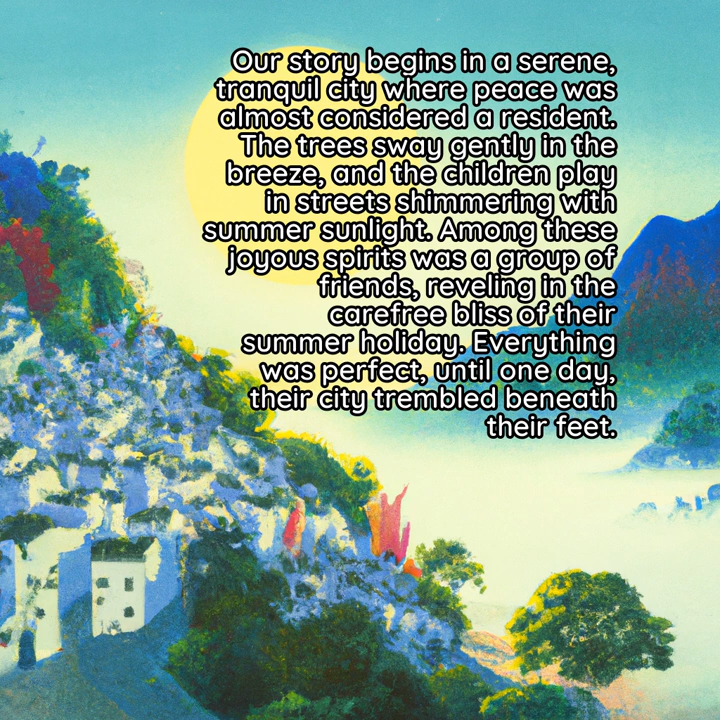 Our story begins in a serene,
tranquil city where peace was
almost considered a resident.
The trees sway gently in the
breeze, and the children play
in streets shimmering with
summer sunlight. Among these
joyous spirits was a group of
friends, reveling in the
carefree bliss of their
summer holiday. Everything
was perfect, until one day,
their city trembled beneath
their feet.